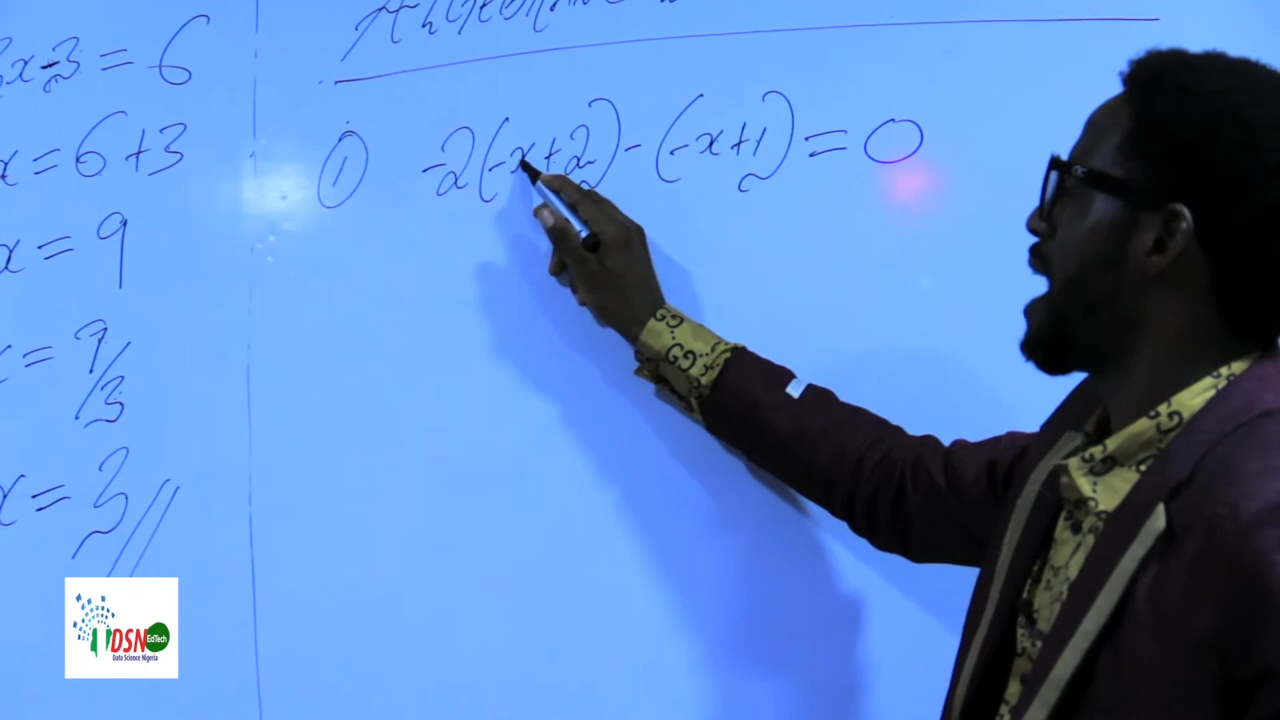 3x-3=6
x=6+3
x=9
x=9/3
x=3//
① -2(-x+2)-(-x+1)=0
DSN EdTech
Data Science Nigeria